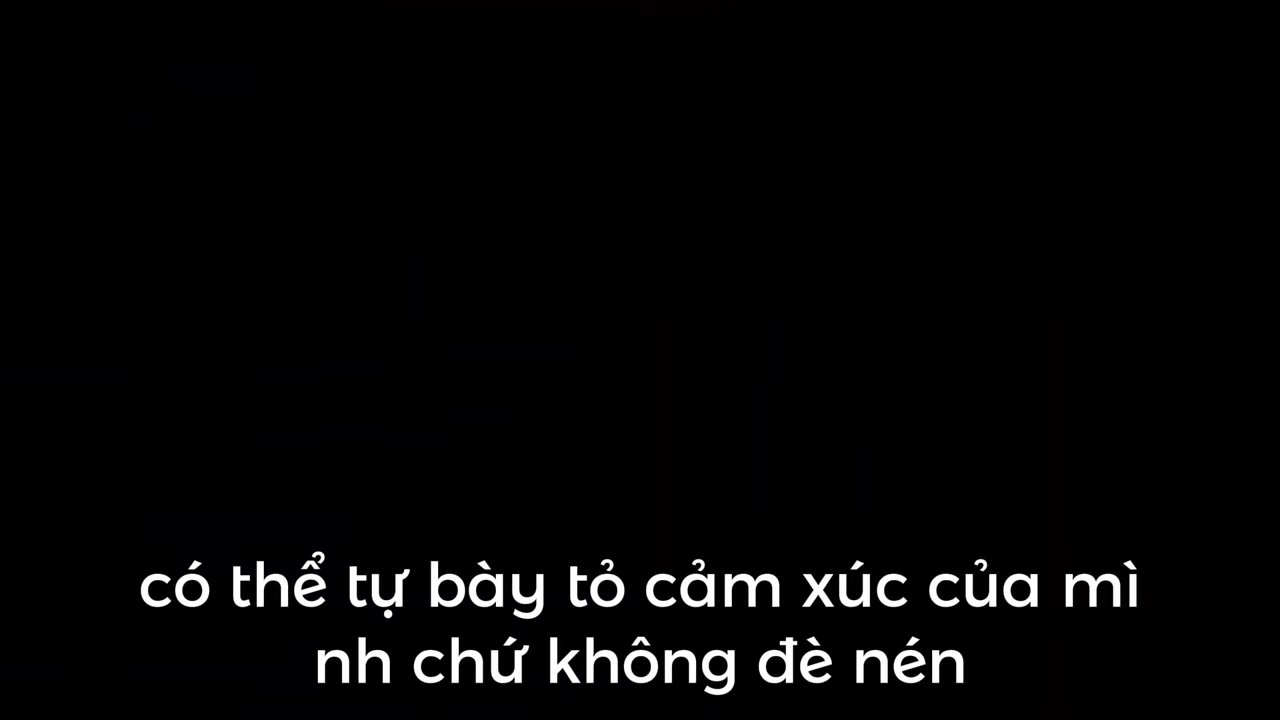 có thể tự bày tỏ cảm xúc của mì
nh chứ không đè nén